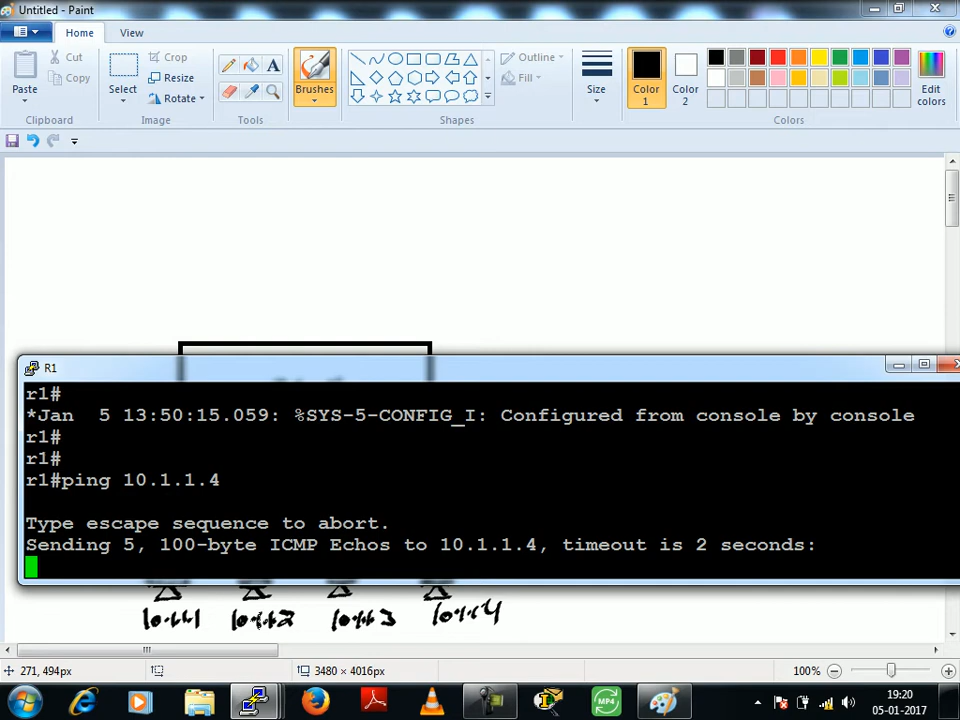 Untitled - Paint
Home
View
Paste
Cut
Copy
Clipboard
Select
Crop
Resize
Rotate
Image
Tools
Brushes
Shapes
Outline
Fill
Size
Color 1
Color 2
Edit colors
Colors
R1
r1#
*Jan  5 13:50:15.059: %SYS-5-CONFIG_I: Configured from console by console
r1#
r1#
r1#ping 10.1.1.4
Type escape sequence to abort.
Sending 5, 100-byte ICMP Echos to 10.1.1.4, timeout is 2 seconds:
10.1.1.1 10.1.1.2 10.1.1.3 10.1.1.4
271, 494px
3480 × 4016px
100%
MP4
19:20
05-01-2017